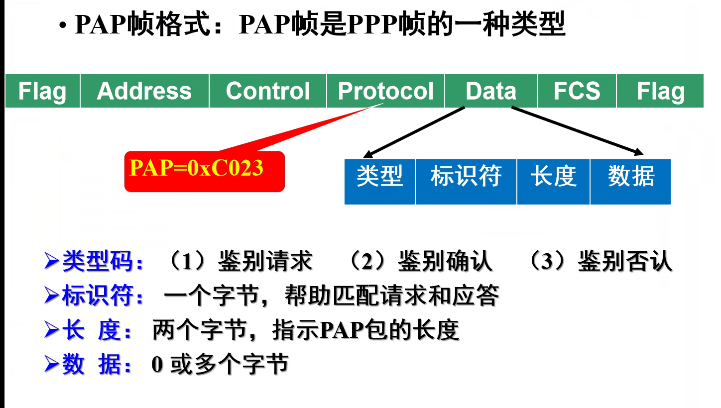 • PAP帧格式：PAP帧是PPP帧的一种类型
Flag Address Control Protocol Data FCS Flag
PAP=0xC023
类型 标识符 长度 数据
➢类型码：（1）鉴别请求 （2）鉴别确认 （3）鉴别否认
➢标识符： 一个字节，帮助匹配请求和应答
➢长 度： 两个字节，指示PAP包的长度
➢数 据： 0 或多个字节